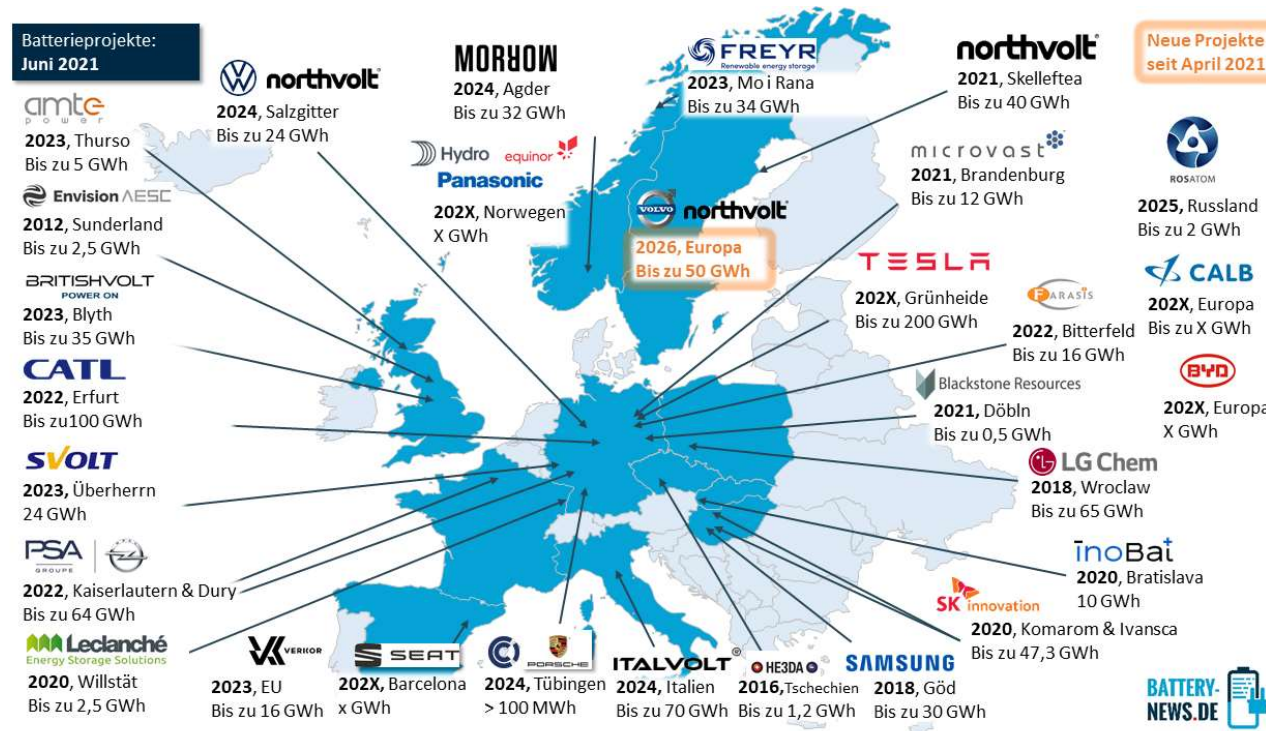 Batterieprojekte:
Juni 2021
Neue Projekte
seit April 2021
amte
power
2023, Thurso
Bis zu 5 GWh
northvolt
2024, Salzgitter
Bis zu 24 GWh
MORROW
2024, Agder
Bis zu 32 GWh
FREYR
Renewable energy storage
2023, Mo i Rana
Bis zu 34 GWh
northvolt
2021, Skelleftea
Bis zu 40 GWh
Envision AESC
2012, Sunderland
Bis zu 2,5 GWh
Hydro equinor
Panasonic
202X, Norwegen
X GWh
VOLVO northvolt
2026, Europa
Bis zu 50 GWh
microvast
2021, Brandenburg
Bis zu 12 GWh
ROSATOM
2025, Russland
Bis zu 2 GWh
BRITISHVOLT
POWER ON
2023, Blyth
Bis zu 35 GWh
TESLA
202X, Grünheide
Bis zu 200 GWh
FARASIS
2022, Bitterfeld
Bis zu 16 GWh
CALB
202X, Europa
Bis zu X GWh
CATL
2022, Erfurt
Bis zu100 GWh
Blackstone Resources
2021, Döbln
Bis zu 0,5 GWh
BYD
202X, Europa
X GWh
SVOLT
2023, Überherrn
24 GWh
LG Chem
2018, Wroclaw
Bis zu 65 GWh
PSA
GROUPE
2022, Kaiserlautern & Dury
Bis zu 64 GWh
inoBat
2020, Bratislava
10 GWh
SK innovation
2020, Komarom & Ivansca
Bis zu 47,3 GWh
Leclanché
Energy Storage Solutions
2020, Willstät
Bis zu 2,5 GWh
VERKOR
2023, EU
Bis zu 16 GWh
SEAT
202X, Barcelona
x GWh
PORSCHE
2024, Tübingen
> 100 MWh
ITALVOLT®
2024, Italien
Bis zu 70 GWh
HE3DA
2016, Tschechien
Bis zu 1,2 GWh
SAMSUNG
2018, Göd
Bis zu 30 GWh
BATTERY-
NEWS.DE